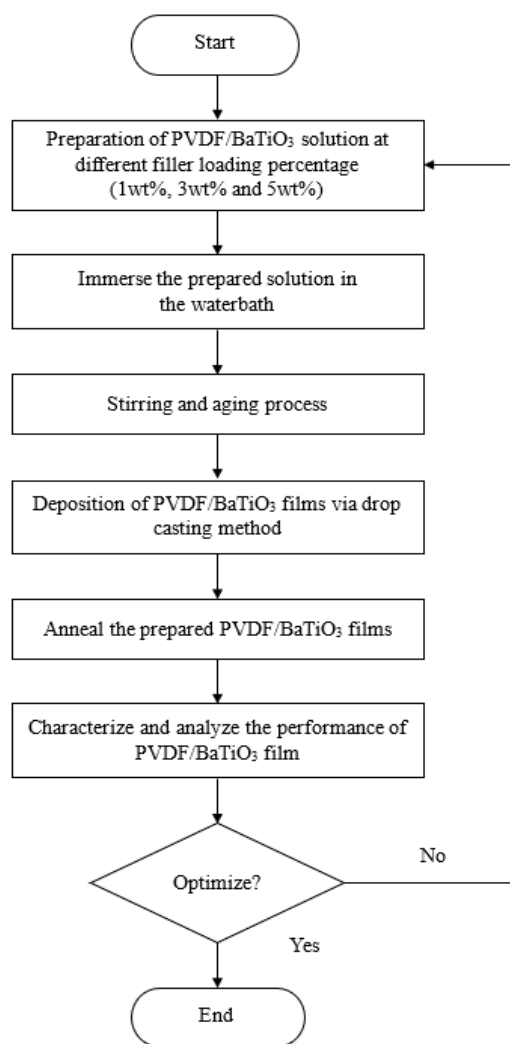 Start
Preparation of PVDF/BaTiO₃ solution at
different filler loading percentage
(1wt%, 3wt% and 5wt%)
Immerse the prepared solution in
the waterbath
Stirring and aging process
Deposition of PVDF/BaTiO₃ films via drop
casting method
Anneal the prepared PVDF/BaTiO₃ films
Characterize and analyze the performance of
PVDF/BaTiO₃ film
Optimize?
No
Yes
End